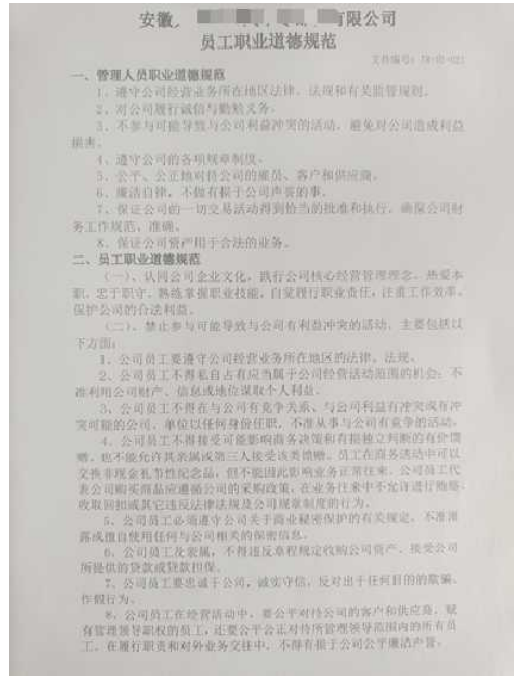 安徽 有限公司
员工职业道德规范
文件编号:
一、管理人员职业道德规范
1、遵守公司经营业务所在地区法律、法规和有关监管规则。
2、对公司履行诚信与勤勉义务。
3、不参与可能导致与公司利益冲突的活动，避免对公司造成利益
损害。
4、遵守公司的各项规章制度。
5、公平、公正地对待公司的雇员、客户和供应商。
6、廉洁自律，不做有损于公司声誉的事。
7、保证公司的一切交易活动得到恰当的批准和执行，确保公司财
务工作规范、准确。
8、保证公司资产用于合法的业务。
二、员工职业道德规范
（一）、认同公司企业文化，践行公司核心经营管理理念，热爱本
职、忠于职守，熟练掌握职业技能，自觉履行职业责任，注重工作效率，
保护公司的合法利益。
（二）、禁止参与可能导致与公司有利益冲突的活动，主要包括以
下方面：
1、公司员工要遵守公司经营业务所在地区的法律、法规。
2、公司员工不得私自占有应当属于公司经营活动范围的机会；不
准利用公司财产、信息或地位谋取个人利益。
3、公司员工不得在与公司有竞争关系、与公司利益有冲突或有冲
突可能的公司、单位以任何身份任职，不准从事与公司有竞争的活动。
4、公司员工不得接受可能影响商务决策和有损独立判断的有价馈
赠，也不能允许其亲属或第三人接受该类馈赠。员工在商务活动中可以
交换非现金礼节性纪念品，但不能因此影响业务正常往来。公司员工代
表公司购买商品应遵循公司的采购政策，在业务往来中不允许进行贿赂、
收取回扣或其它违反法律法规及公司规章制度的行为。
5、公司员工必须遵守公司关于商业秘密保护的有关规定，不准泄
露或擅自使用任何与公司相关的保密信息。
6、公司员工及亲属，不得违反章程规定收购公司资产、接受公司
所提供的贷款或贷款担保。
7、公司员工要忠诚于公司，诚实守信，反对出于任何目的的欺骗、
作假行为。
8、公司员工在经营活动中，要公平对待公司的客户和供应商，赋
有管理领导职权的员工，还要公平公正对待所管理领导范围内的所有员
工，在履行职责和对外业务交往中，不得有损于公司公平廉洁声誉。